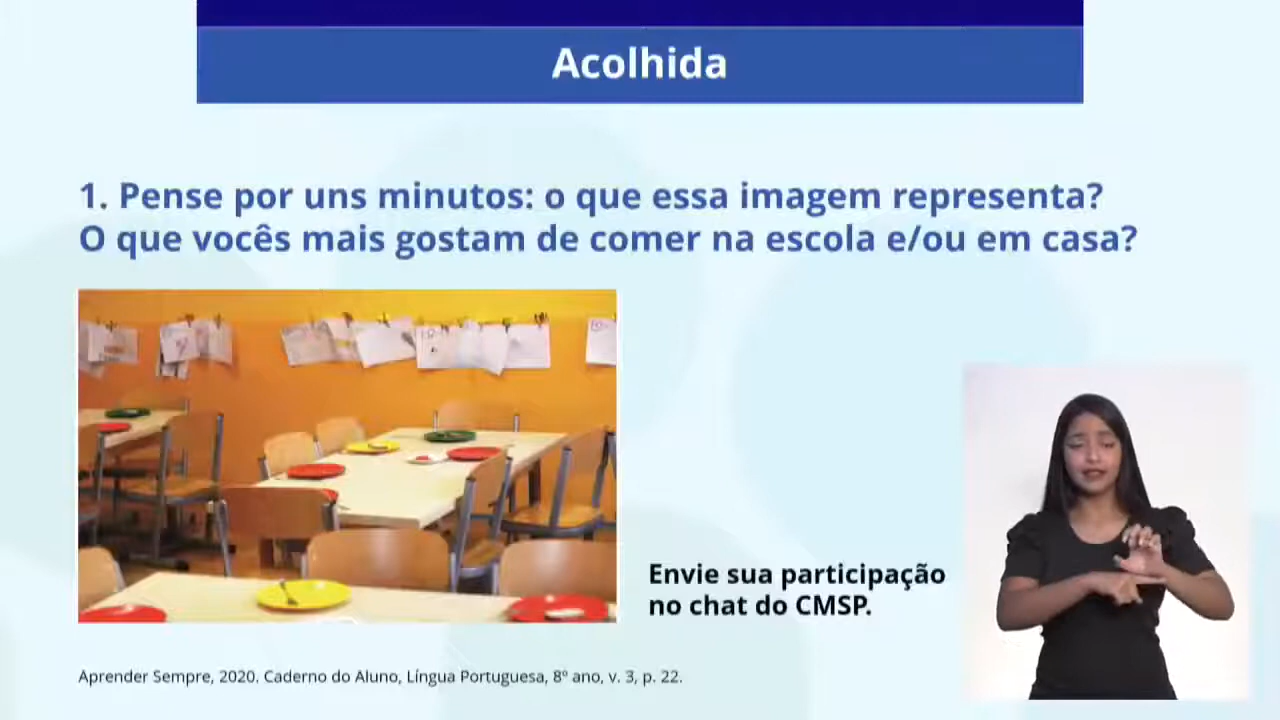 Acolhida
1. Pense por uns minutos: o que essa imagem representa?
O que vocês mais gostam de comer na escola e/ou em casa?
Envie sua participação
no chat do CMSP.
Aprender Sempre, 2020. Caderno do Aluno, Língua Portuguesa, 8º ano, v. 3, p. 22.